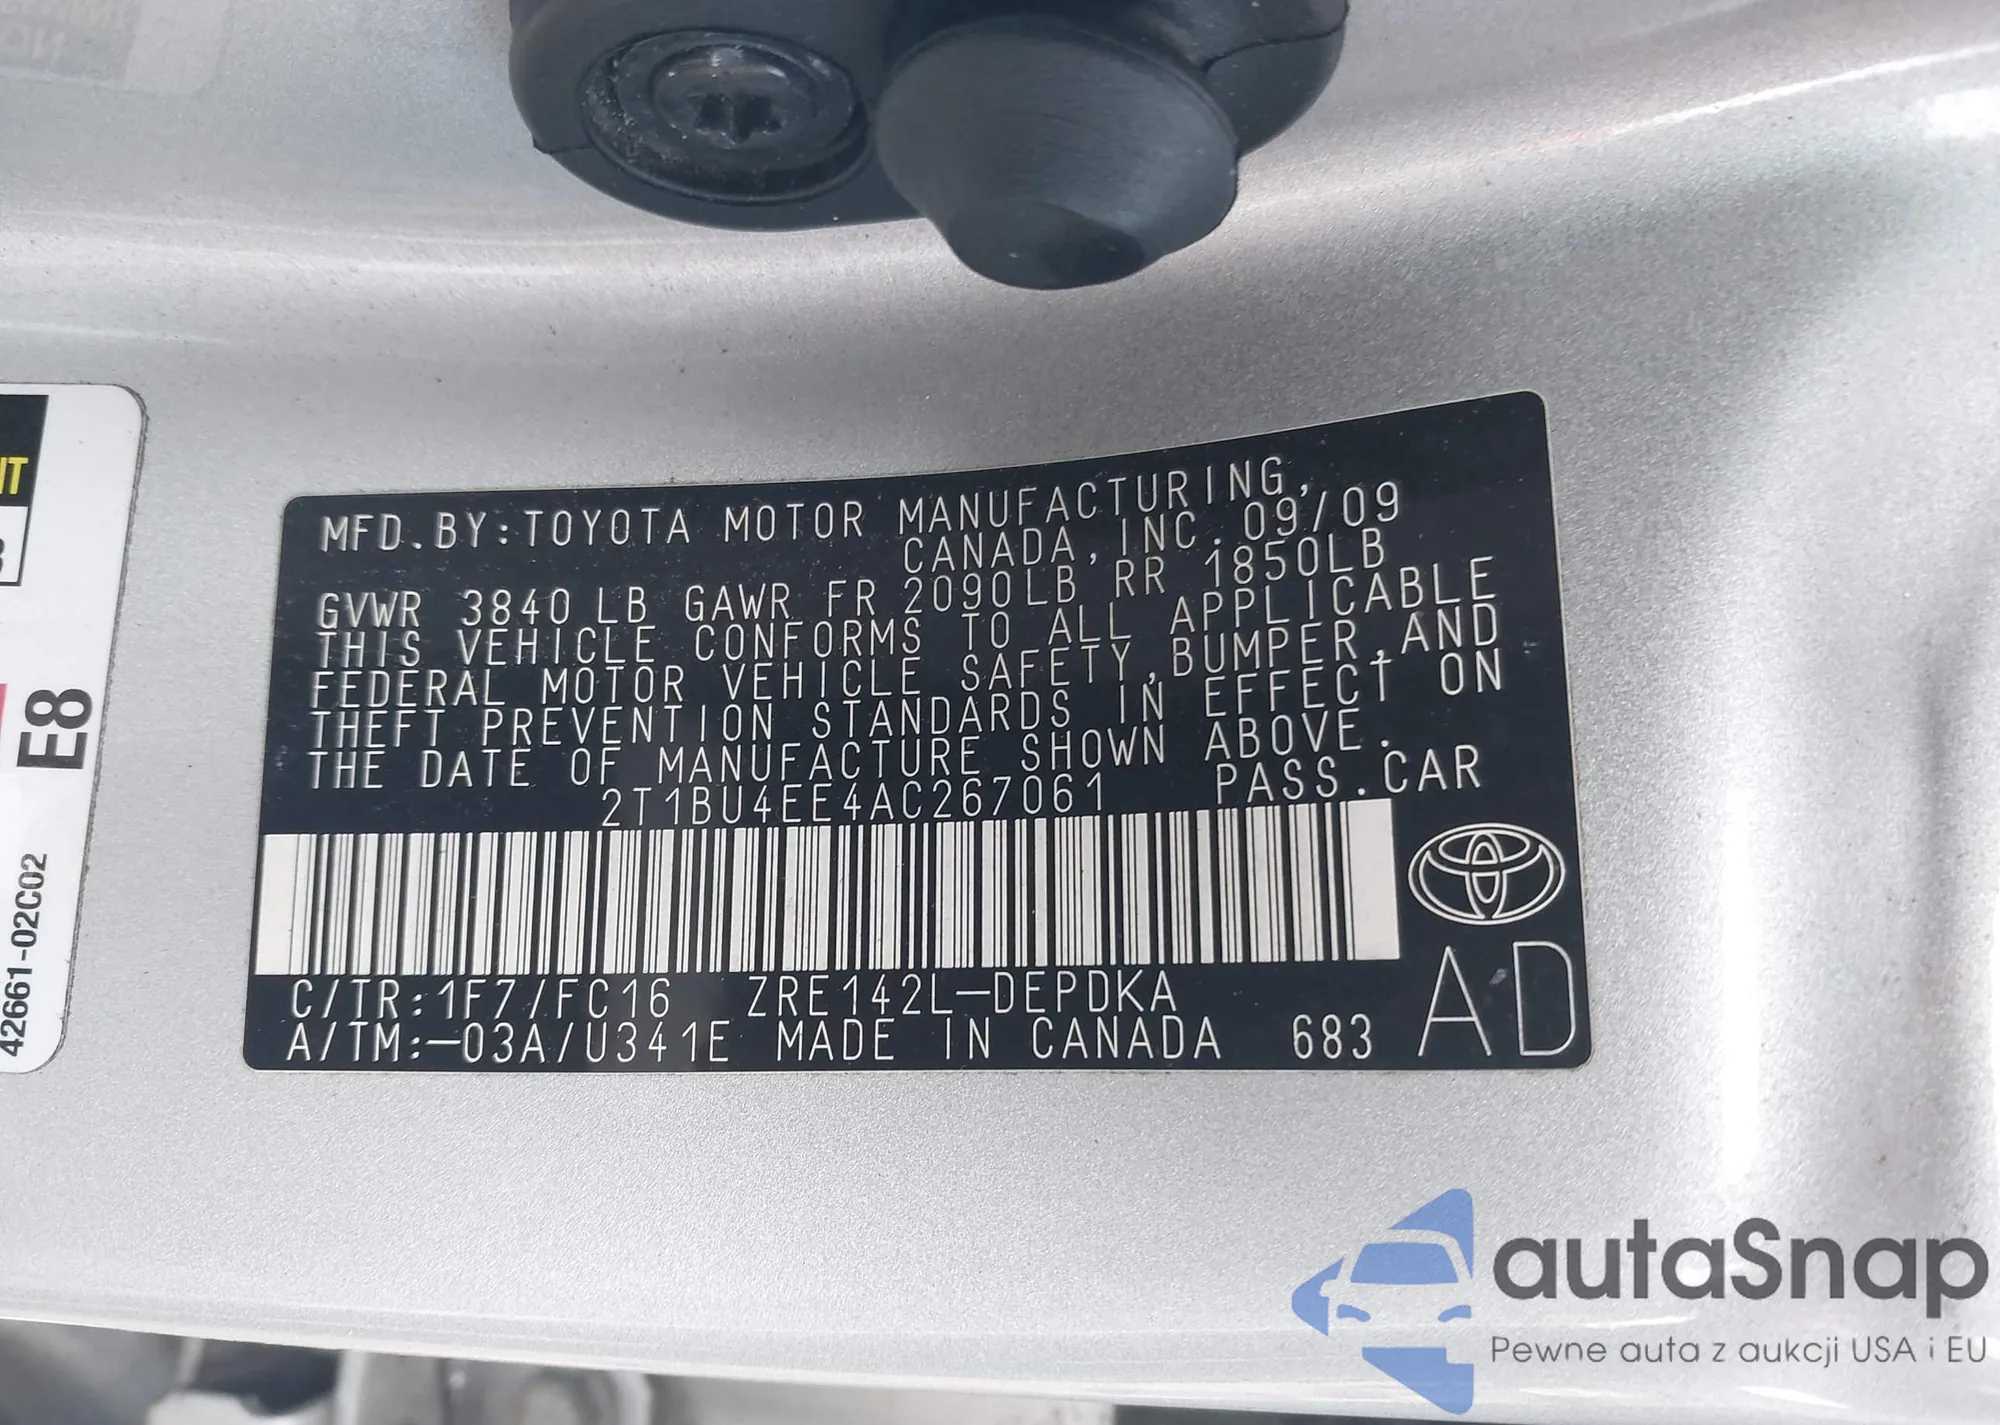 MFD. BY: TOYOTA MOTOR MANUFACTURING,
CANADA, INC. 09/09
GVWR 3840 LB GAWR FR 2090LB RR 1850LB
THIS VEHICLE CONFORMS TO ALL APPLICABLE
FEDERAL MOTOR VEHICLE SAFETY, BUMPER, AND
THEFT PREVENTION STANDARDS IN EFFECT ON
THE DATE OF MANUFACTURE SHOWN ABOVE.
2T1BU4EE4AC267061 PASS. CAR
C/TR: 1F7/FC16 ZRE142L-DEPDKA
A/TM: -03A/U341E MADE IN CANADA 683
AD
E8
42661-02C02
autaSnap
Pewne auta z aukcji USA i EU